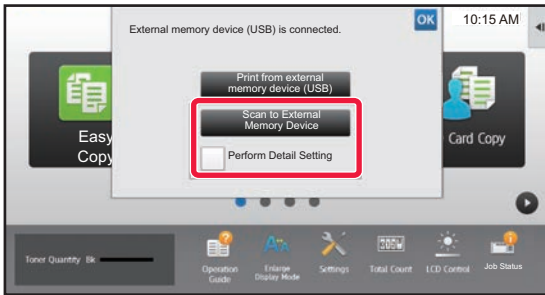 External memory device (USB) is connected.
OK
10:15 AM
Print from external
memory device (USB)
Scan to External
Memory Device
Perform Detail Setting
Easy
Copy
Card Copy
Toner Quantity Bk
Operation
Guide
Enlarge
Display Mode
Settings
Total Count
LCD Control
Job Status